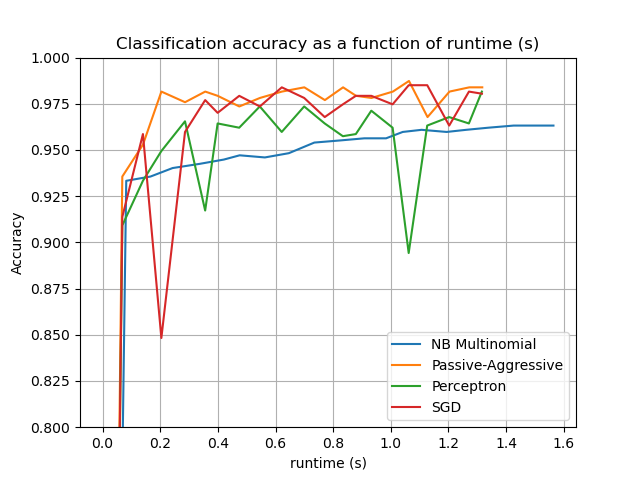 Classification accuracy as a function of runtime (s)
1.000
0.975
0.950
0.925
0.900
0.875
0.850
0.825
0.800
Accuracy
NB Multinomial
Passive-Aggressive
Perceptron
SGD
0.0 0.2 0.4 0.6 0.8 1.0 1.2 1.4 1.6
runtime (s)